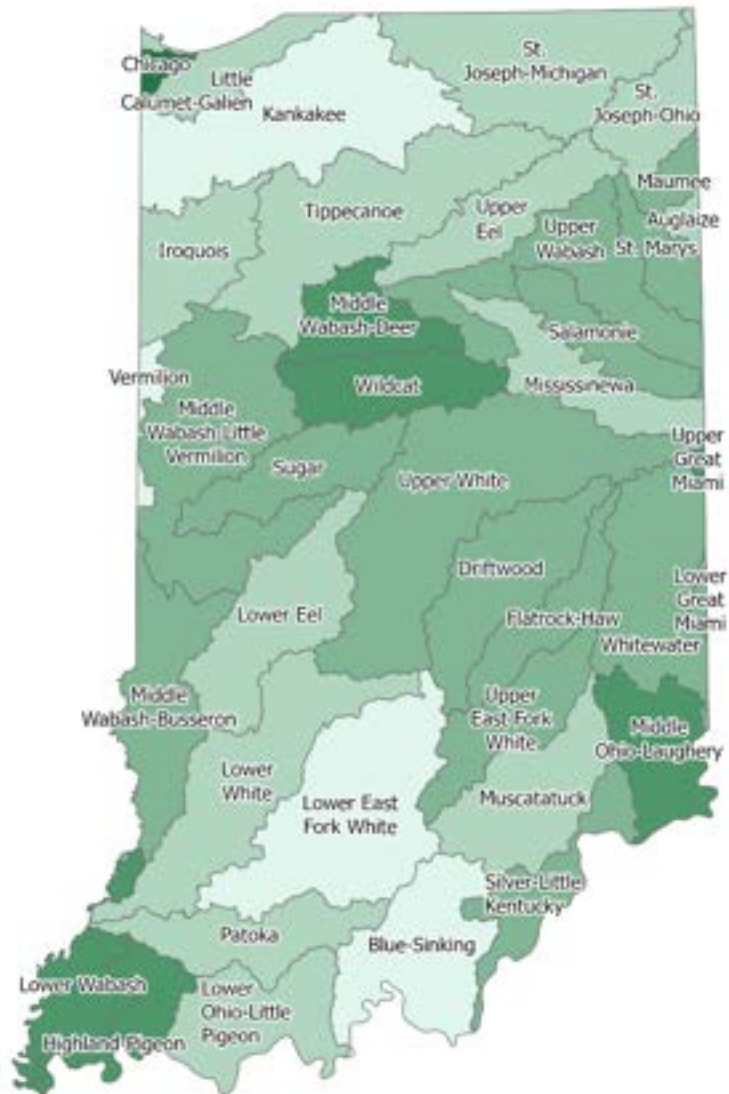 St.
Joseph-Michigan
Chicago
Little
Calumet-Galien
St.
Joseph-Ohio
Kankakee
Maumee
Tippecanoe
Upper
Eel
Auglaize
Upper
Wabash
St. Marys
Iroquois
Middle
Wabash-Deer
Salamonie
Vermilion
Wildcat
Mississinewa
Middle
Wabash-Little
Vermilion
Upper
Great
Miami
Sugar
Upper White
Driftwood
Lower
Great
Miami
Lower Eel
Flatrock-Haw
Whitewater
Middle
Wabash-Busseron
Upper
East Fork
White
Middle
Ohio-Laughery
Lower
White
Lower East
Fork White
Muscatatuck
Silver-Little
Kentucky
Patoka
Blue-Sinking
Lower Wabash
Lower
Ohio-Little
Pigeon
Highland-Pigeon